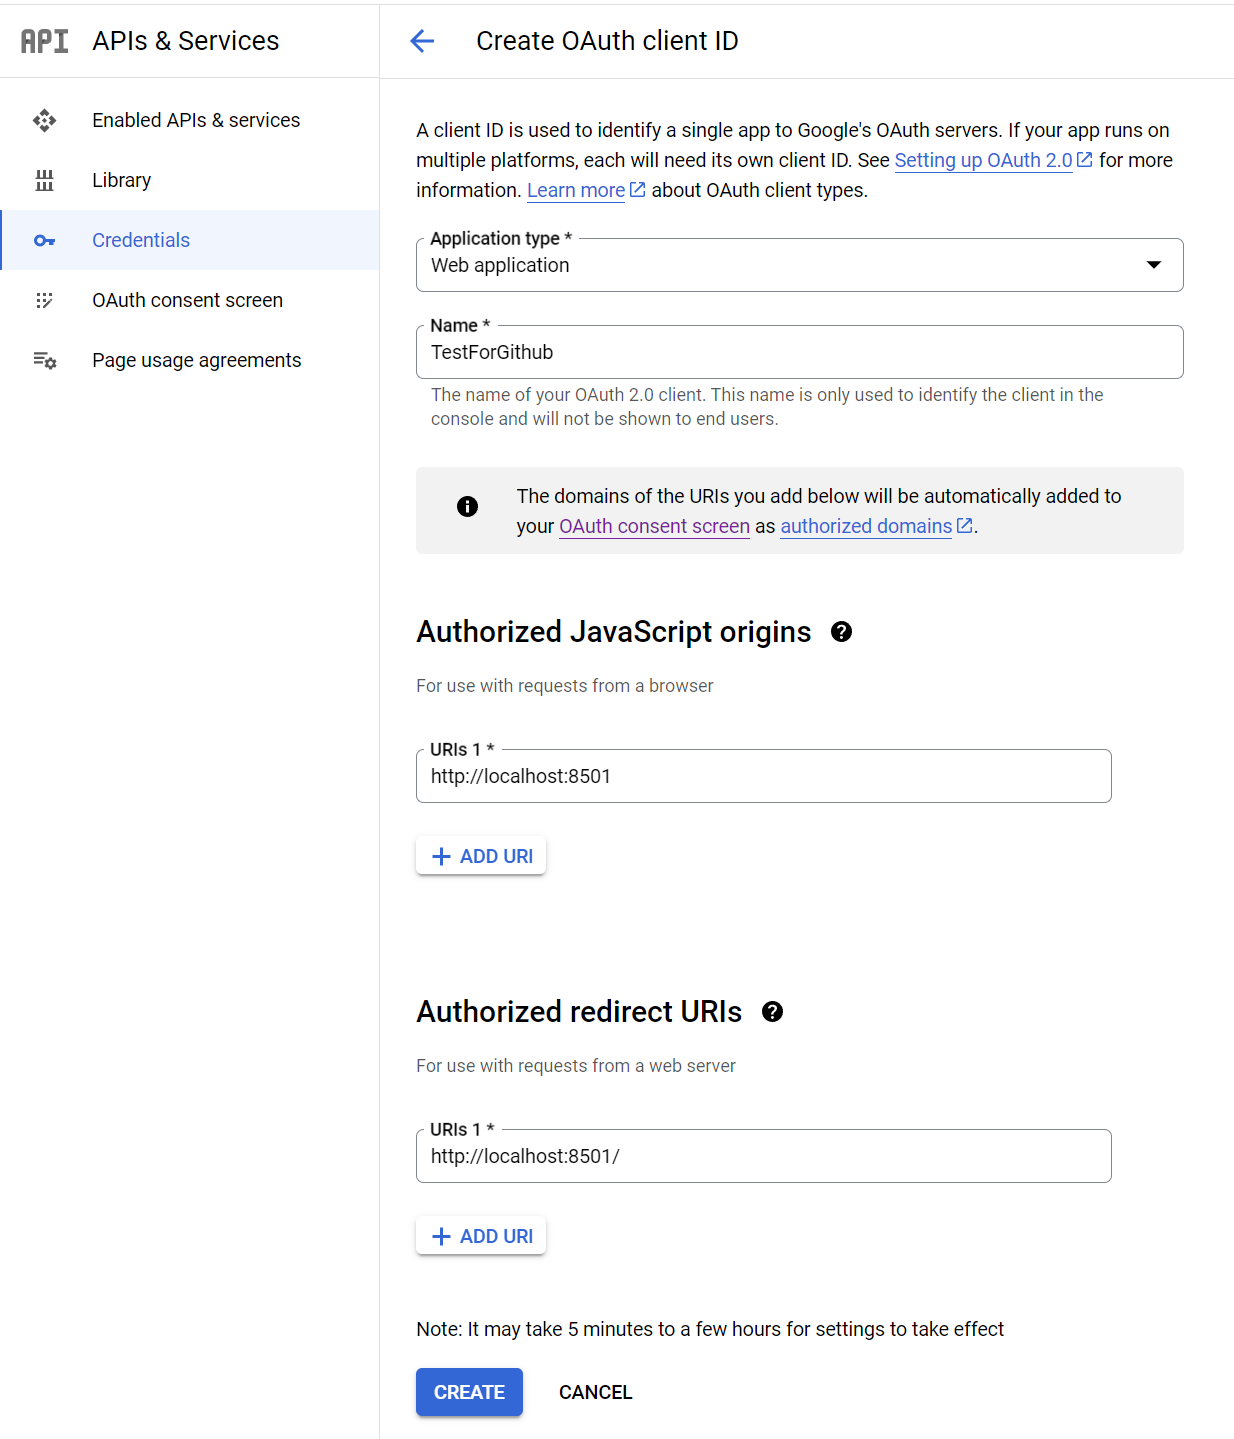 API APIs & Services
Create OAuth client ID
Enabled APIs & services
Library
Credentials
OAuth consent screen
Page usage agreements
A client ID is used to identify a single app to Google's OAuth servers. If your app runs on
multiple platforms, each will need its own client ID. See Setting up OAuth 2.0 for more
information. Learn more about OAuth client types.
Application type *
Web application
Name *
TestForGithub
The name of your OAuth 2.0 client. This name is only used to identify the client in the
console and will not be shown to end users.
The domains of the URIs you add below will be automatically added to
your OAuth consent screen as authorized domains.
Authorized JavaScript origins
For use with requests from a browser
URIs 1 *
http://localhost:8501
ADD URI
Authorized redirect URIs
For use with requests from a web server
URIs 1 *
http://localhost:8501/
ADD URI
Note: It may take 5 minutes to a few hours for settings to take effect
CREATE CANCEL